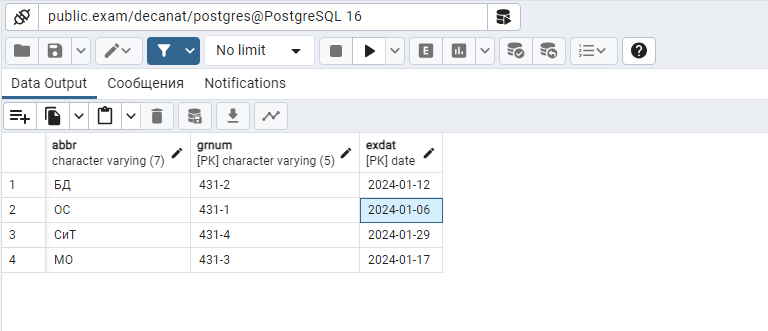 public.exam/decanat/postgres@PostgreSQL 16
No limit
E
Data Output Сообщения Notifications
abbr grnum exdat
character varying (7) [PK] character varying (5) [PK] date
1 БД 431-2 2024-01-12
2 ОС 431-1 2024-01-06
3 СиТ 431-4 2024-01-29
4 МО 431-3 2024-01-17